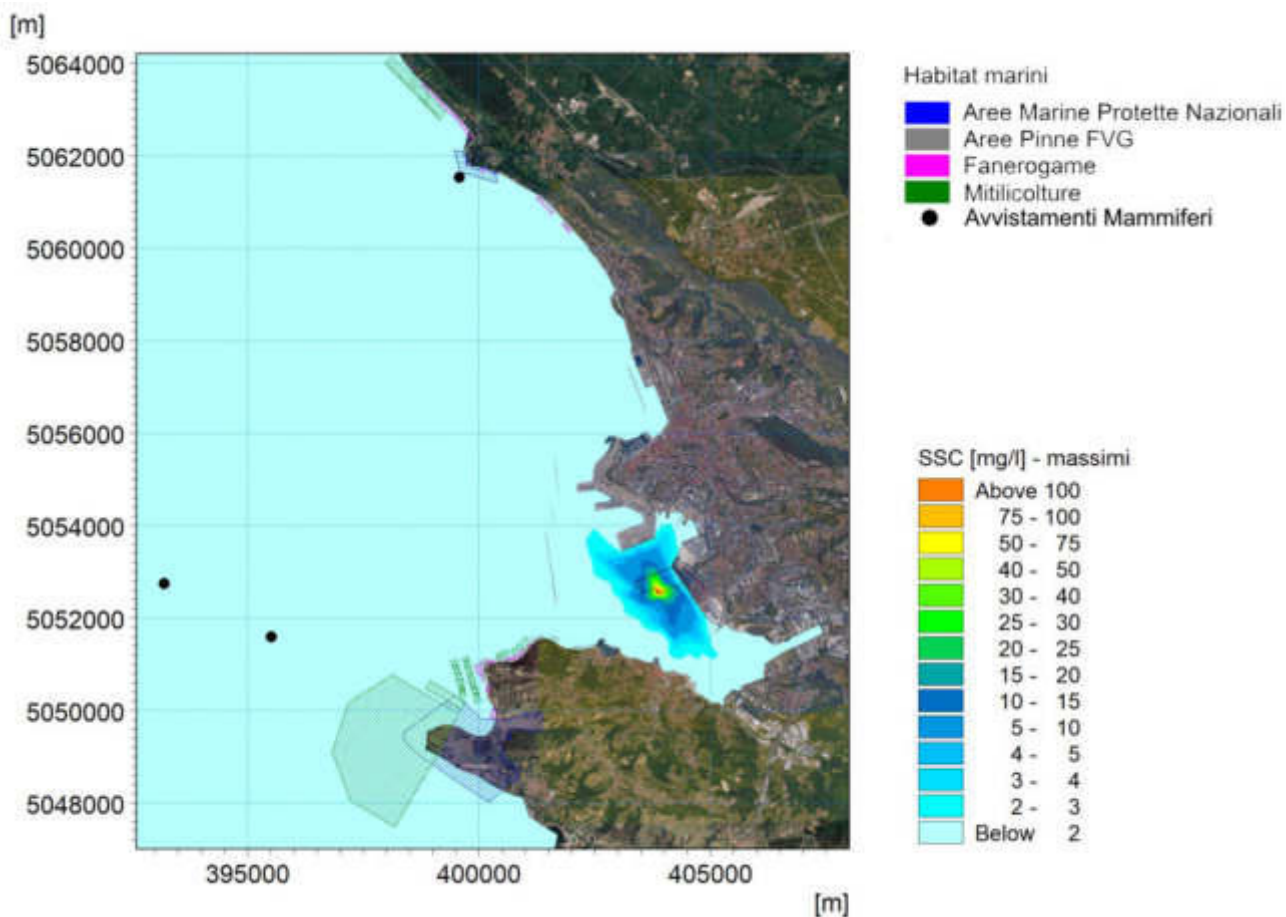 [m]
5064000
5062000
5060000
5058000
5056000
5054000
5052000
5050000
5048000
395000
400000
405000
[m]
Habitat marini
Aree Marine Protette Nazionali
Aree Pinne FVG
Fanerogame
Mitilicolture
Avvistamenti Mammiferi
SSC [mg/l] - massimi
Above 100
75 - 100
50 - 75
40 - 50
30 - 40
25 - 30
20 - 25
15 - 20
10 - 15
5 - 10
4 - 5
3 - 4
2 - 3
Below 2